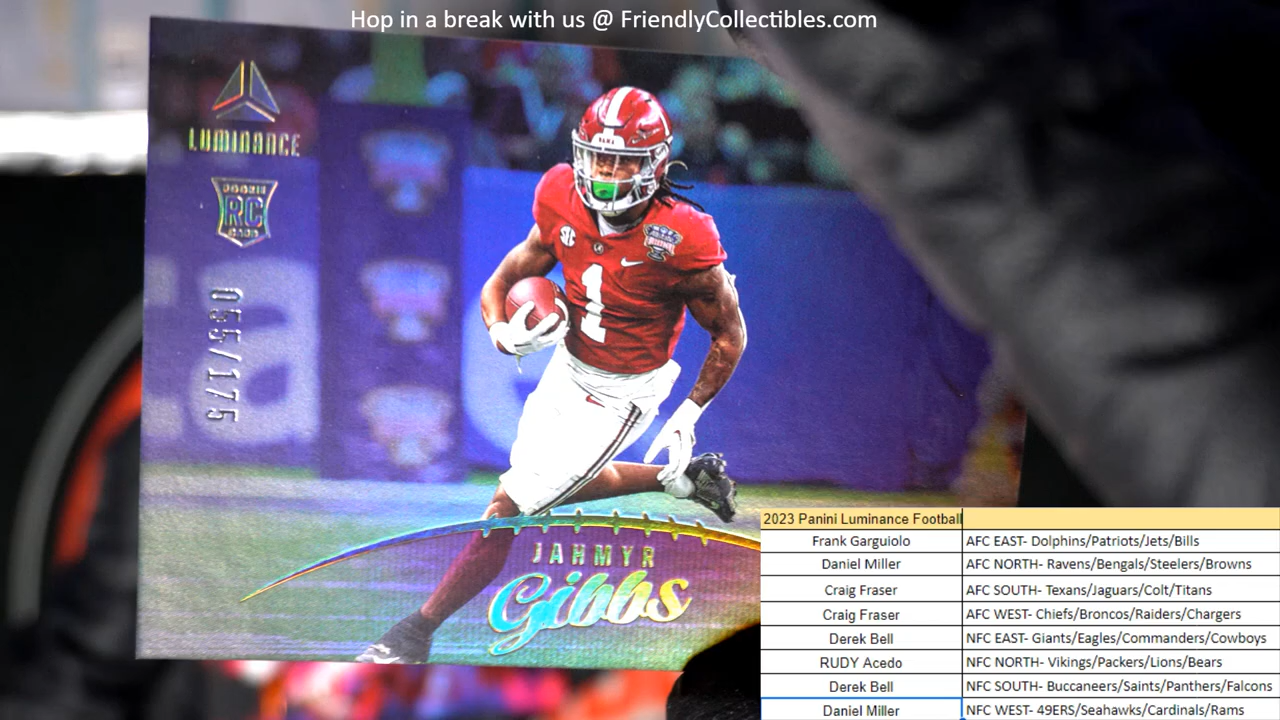 Hop in a break with us @ FriendlyCollectibles.com
LUMINANCE
ROOKIE
RC
CARD
055/175
1
JAHMYR
Gibbs
2023 Panini Luminance Football
Frank Garguiolo AFC EAST- Dolphins/Patriots/Jets/Bills
Daniel Miller AFC NORTH- Ravens/Bengals/Steelers/Browns
Craig Fraser AFC SOUTH- Texans/Jaguars/Colt/Titans
Craig Fraser AFC WEST- Chiefs/Broncos/Raiders/Chargers
Derek Bell NFC EAST- Giants/Eagles/Commanders/Cowboys
RUDY Acedo NFC NORTH- Vikings/Packers/Lions/Bears
Derek Bell NFC SOUTH- Buccaneers/Saints/Panthers/Falcons
Daniel Miller NFC WEST- 49ERS/Seahawks/Cardinals/Rams